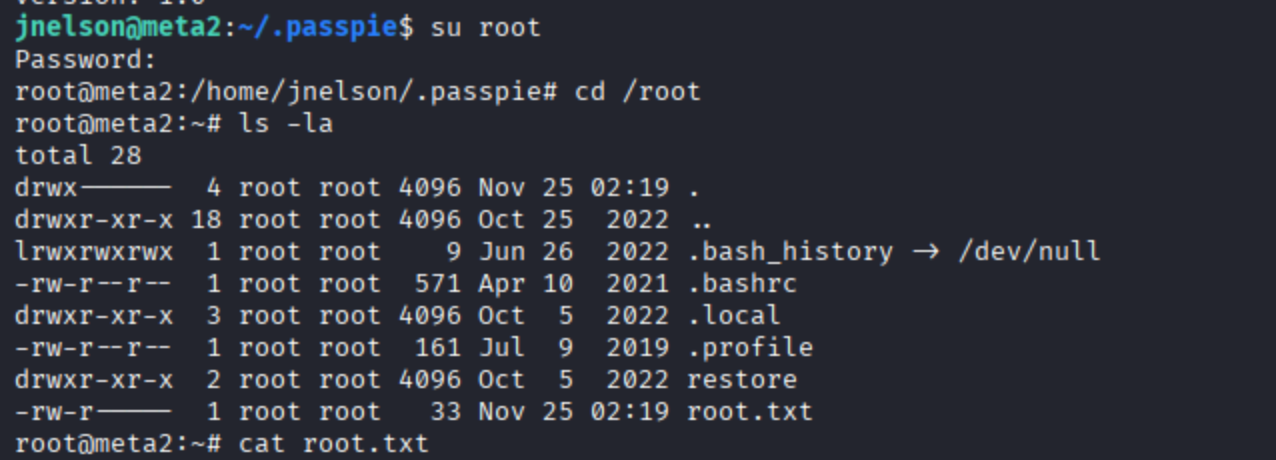 version: 1.0
jnelson@meta2:~/.passpie$ su root
Password:
root@meta2:/home/jnelson/.passpie# cd /root
root@meta2:~# ls -la
total 28
drwx------  4 root root 4096 Nov 25 02:19 .
drwxr-xr-x 18 root root 4096 Oct 25  2022 ..
lrwxrwxrwx  1 root root    9 Jun 26  2022 .bash_history -> /dev/null
-rw-r--r--  1 root root  571 Apr 10  2021 .bashrc
drwxr-xr-x  3 root root 4096 Oct  5  2022 .local
-rw-r--r--  1 root root  161 Jul  9  2019 .profile
drwxr-xr-x  2 root root 4096 Oct  5  2022 restore
-rw-r-----  1 root root   33 Nov 25 02:19 root.txt
root@meta2:~# cat root.txt